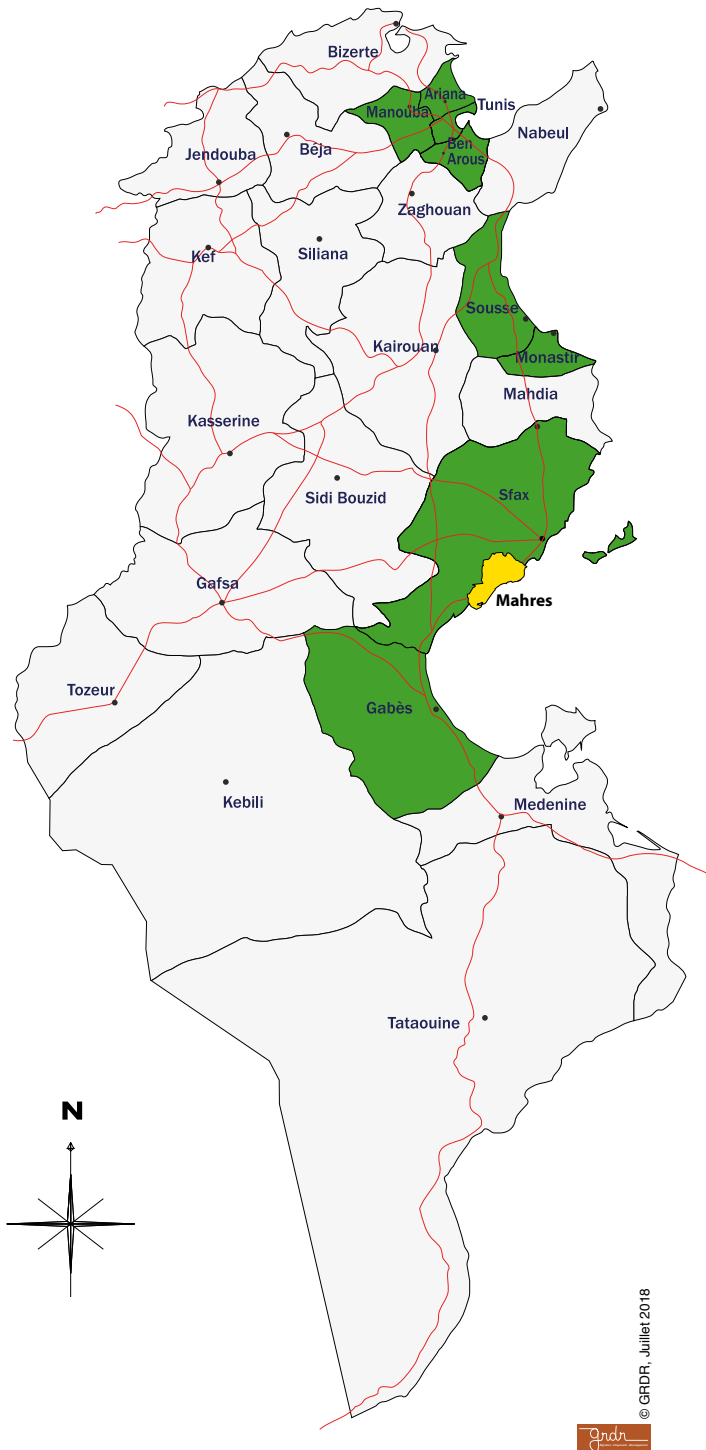 Bizerte
Ariana
Tunis
Manouba
Nabeul
Ben
Arous
Béja
Jendouba
Zaghouan
Kef
Siliana
Sousse
Kairouan
Monastir
Mahdia
Kasserine
Sidi Bouzid
Sfax
Gafsa
Mahres
Tozeur
Gabès
Kebili
Medenine
Tataouine
N
© GRDR, Juillet 2018
grdr